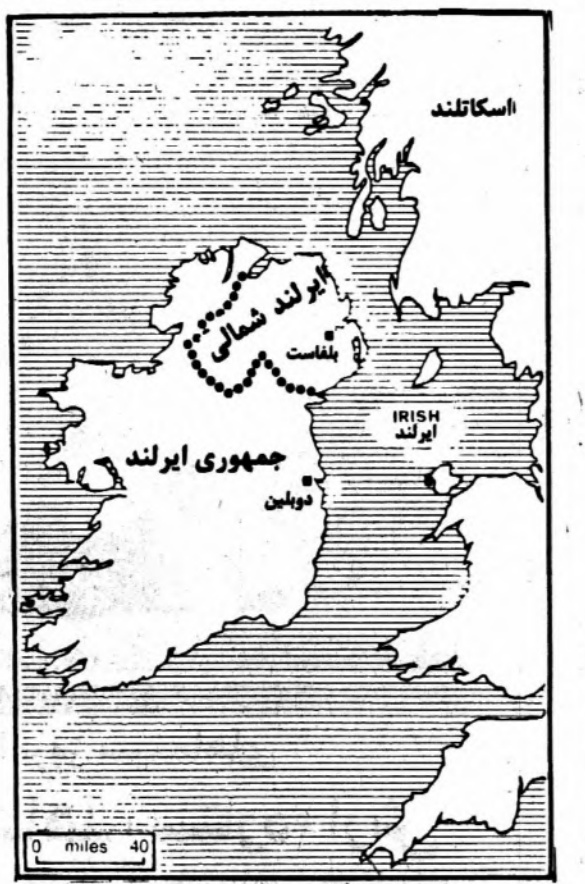 اسکاتلند
ایرلند شمالی
بلفاست
IRISH
ایرلند
جمهوری ایرلند
دوبلین
0 miles 40